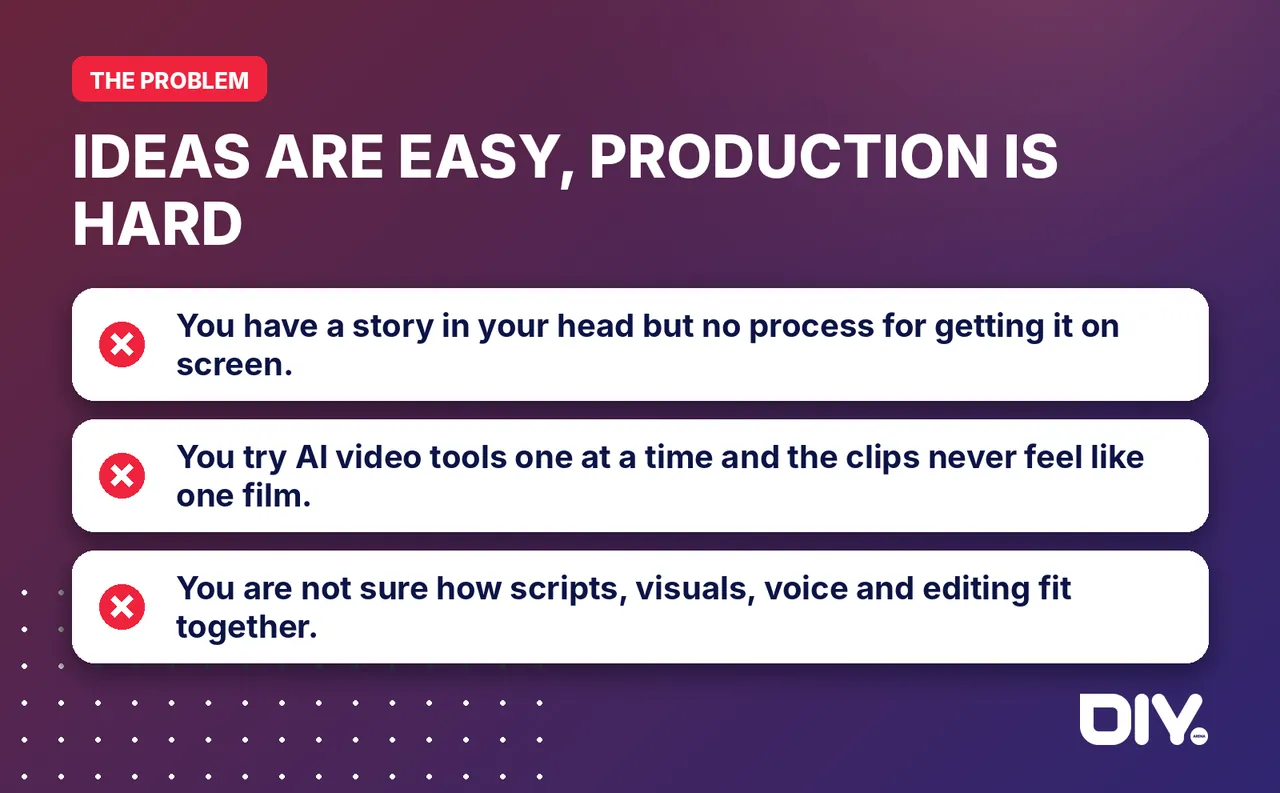 THE PROBLEM
IDEAS ARE EASY, PRODUCTION IS
HARD
You have a story in your head but no process for getting it on
screen.
You try AI video tools one at a time and the clips never feel like
one film.
You are not sure how scripts, visuals, voice and editing fit
together.
DIY.
ARENA